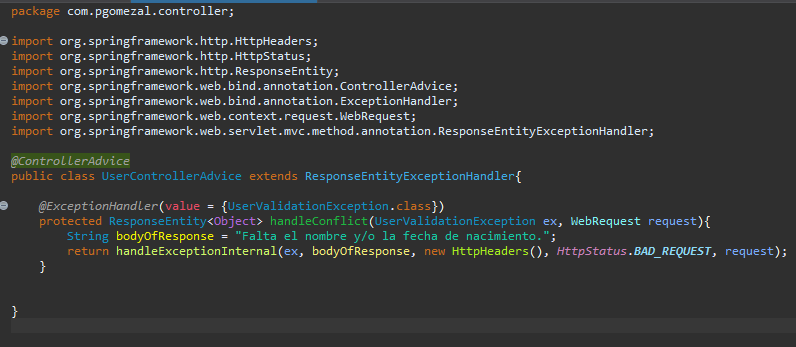 package com.pgomezal.controller;
import org.springframework.http.HttpHeaders;
import org.springframework.http.HttpStatus;
import org.springframework.http.ResponseEntity;
import org.springframework.web.bind.annotation.ControllerAdvice;
import org.springframework.web.bind.annotation.ExceptionHandler;
import org.springframework.web.context.request.WebRequest;
import org.springframework.web.servlet.mvc.method.annotation.ResponseEntityExceptionHandler;
@ControllerAdvice
public class UserControllerAdvice extends ResponseEntityExceptionHandler{
@ExceptionHandler(value = {UserValidationException.class})
protected ResponseEntity<Object> handleConflict(UserValidationException ex, WebRequest request){
String bodyOfResponse = "Falta el nombre y/o la fecha de nacimiento.";
return handleExceptionInternal(ex, bodyOfResponse, new HttpHeaders(), HttpStatus.BAD_REQUEST, request);
}
}